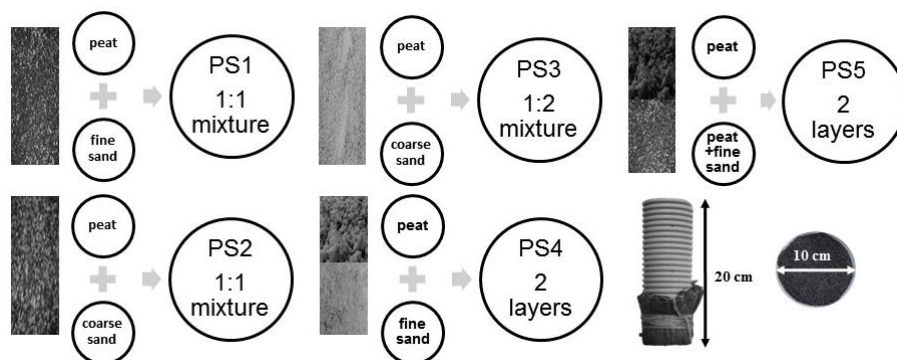 peat
fine
sand
PS1
1:1
mixture
peat
coarse
sand
PS3
1:2
mixture
peat
peat
+fine
sand
PS5
2
layers
peat
coarse
sand
PS2
1:1
mixture
peat
fine
sand
PS4
2
layers
20 cm
10 cm